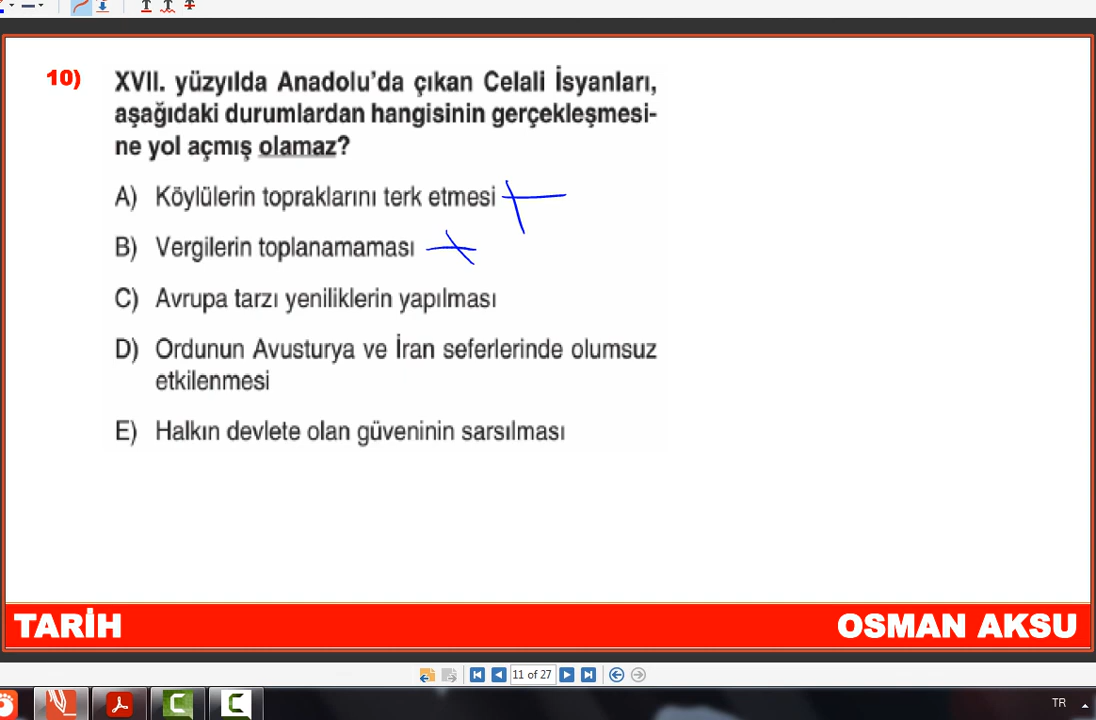 10)
XVII. yüzyılda Anadolu'da çıkan Celali İsyanları,
aşağıdaki durumlardan hangisinin gerçekleşmesi-
ne yol açmış olamaz?
A) Köylülerin topraklarını terk etmesi
B) Vergilerin toplanamaması
C) Avrupa tarzı yeniliklerin yapılması
D) Ordunun Avusturya ve İran seferlerinde olumsuz
etkilenmesi
E) Halkın devlete olan güveninin sarsılması
TARİH OSMAN AKSU
11 of 27
TR